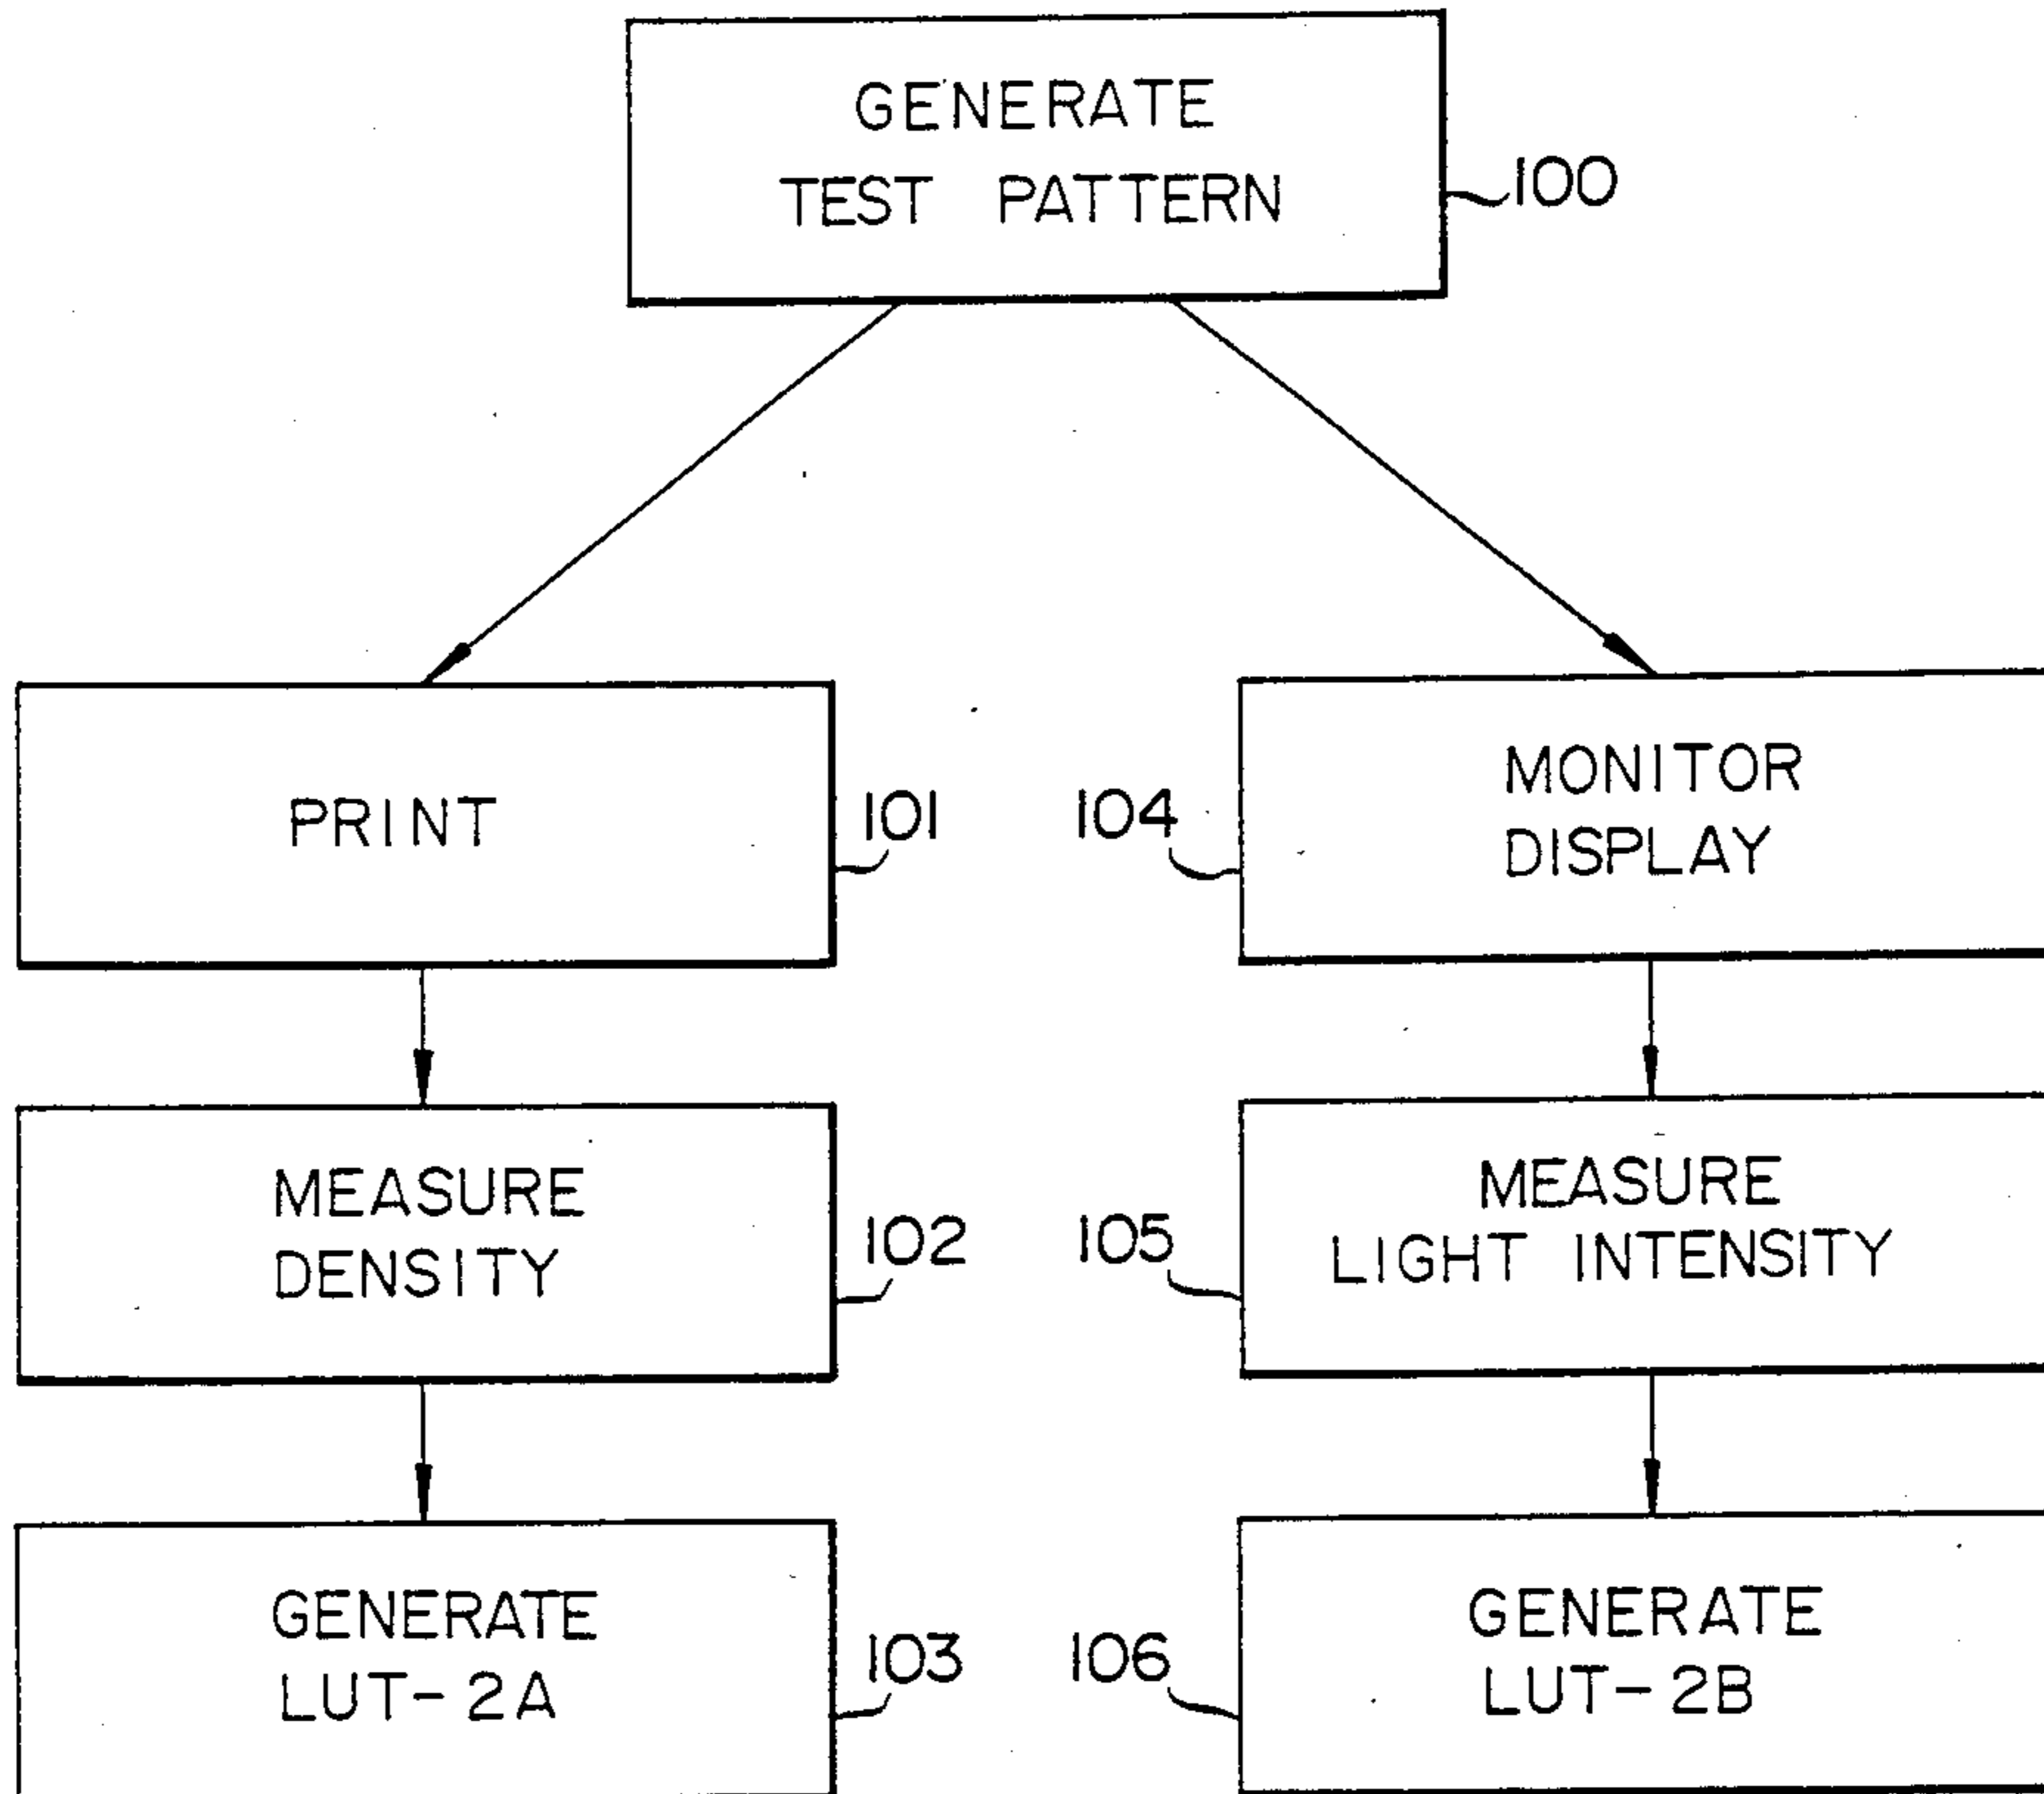 GENERATE
TEST PATTERN
100
PRINT
101
MEASURE
DENSITY
102
GENERATE
LUT-2A
103
104
MONITOR
DISPLAY
105
MEASURE
LIGHT INTENSITY
106
GENERATE
LUT-2B